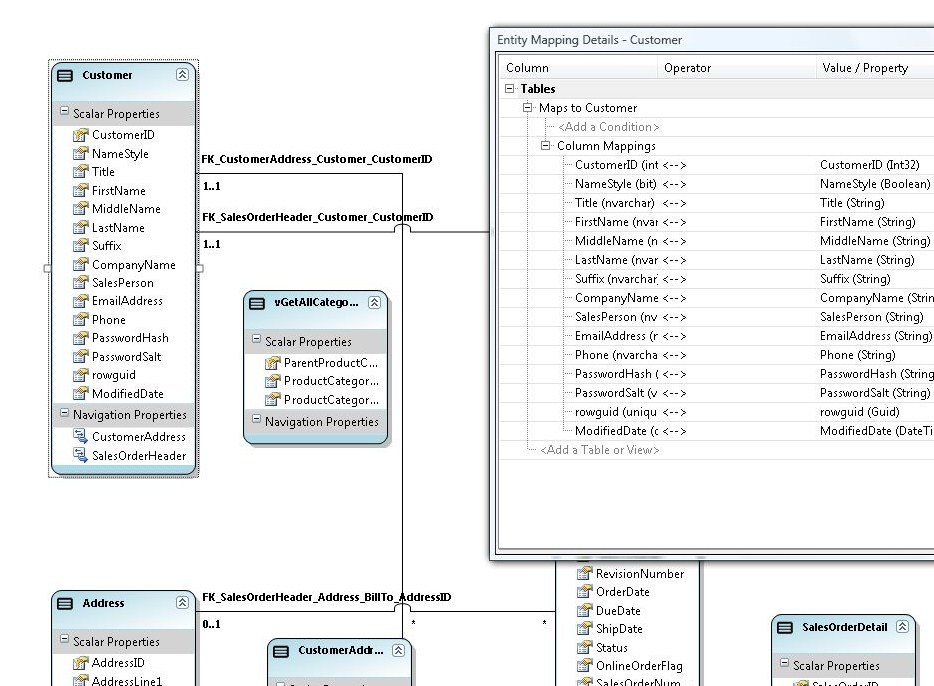 Customer
Scalar Properties
CustomerID
NameStyle
Title
FirstName
MiddleName
LastName
Suffix
CompanyName
SalesPerson
EmailAddress
Phone
PasswordHash
PasswordSalt
rowguid
ModifiedDate
Navigation Properties
CustomerAddress
SalesOrderHeader
FK_CustomerAddress_Customer_CustomerID
1..1
FK_SalesOrderHeader_Customer_CustomerID
1..1
vGetAllCatego...
Scalar Properties
ParentProductC...
ProductCategor...
ProductCategor...
Navigation Properties
Entity Mapping Details - Customer
Column Operator Value / Property
Tables
Maps to Customer
<Add a Condition>
Column Mappings
CustomerID (int <--> CustomerID (Int32)
NameStyle (bit) <--> NameStyle (Boolean)
Title (nvarchar) <--> Title (String)
FirstName (nvar <--> FirstName (String)
MiddleName (n <--> MiddleName (String)
LastName (nvar <--> LastName (String)
Suffix (nvarchar <--> Suffix (String)
CompanyName <--> CompanyName (Strin
SalesPerson (nv <--> SalesPerson (String)
EmailAddress (r <--> EmailAddress (String)
Phone (nvarcha <--> Phone (String)
PasswordHash ( <--> PasswordHash (String
PasswordSalt (v <--> PasswordSalt (String)
rowguid (uniqu <--> rowguid (Guid)
ModifiedDate (c <--> ModifiedDate (DateTi
<Add a Table or View>
Address
Scalar Properties
AddressID
AddressLine1
FK_SalesOrderHeader_Address_BillTo_AddressID
0..1 * *
CustomerAddr...
RevisionNumber
OrderDate
DueDate
ShipDate
Status
OnlineOrderFlag
SalesOrderNum
SalesOrderDetail
Scalar Properties
SalesOrderID